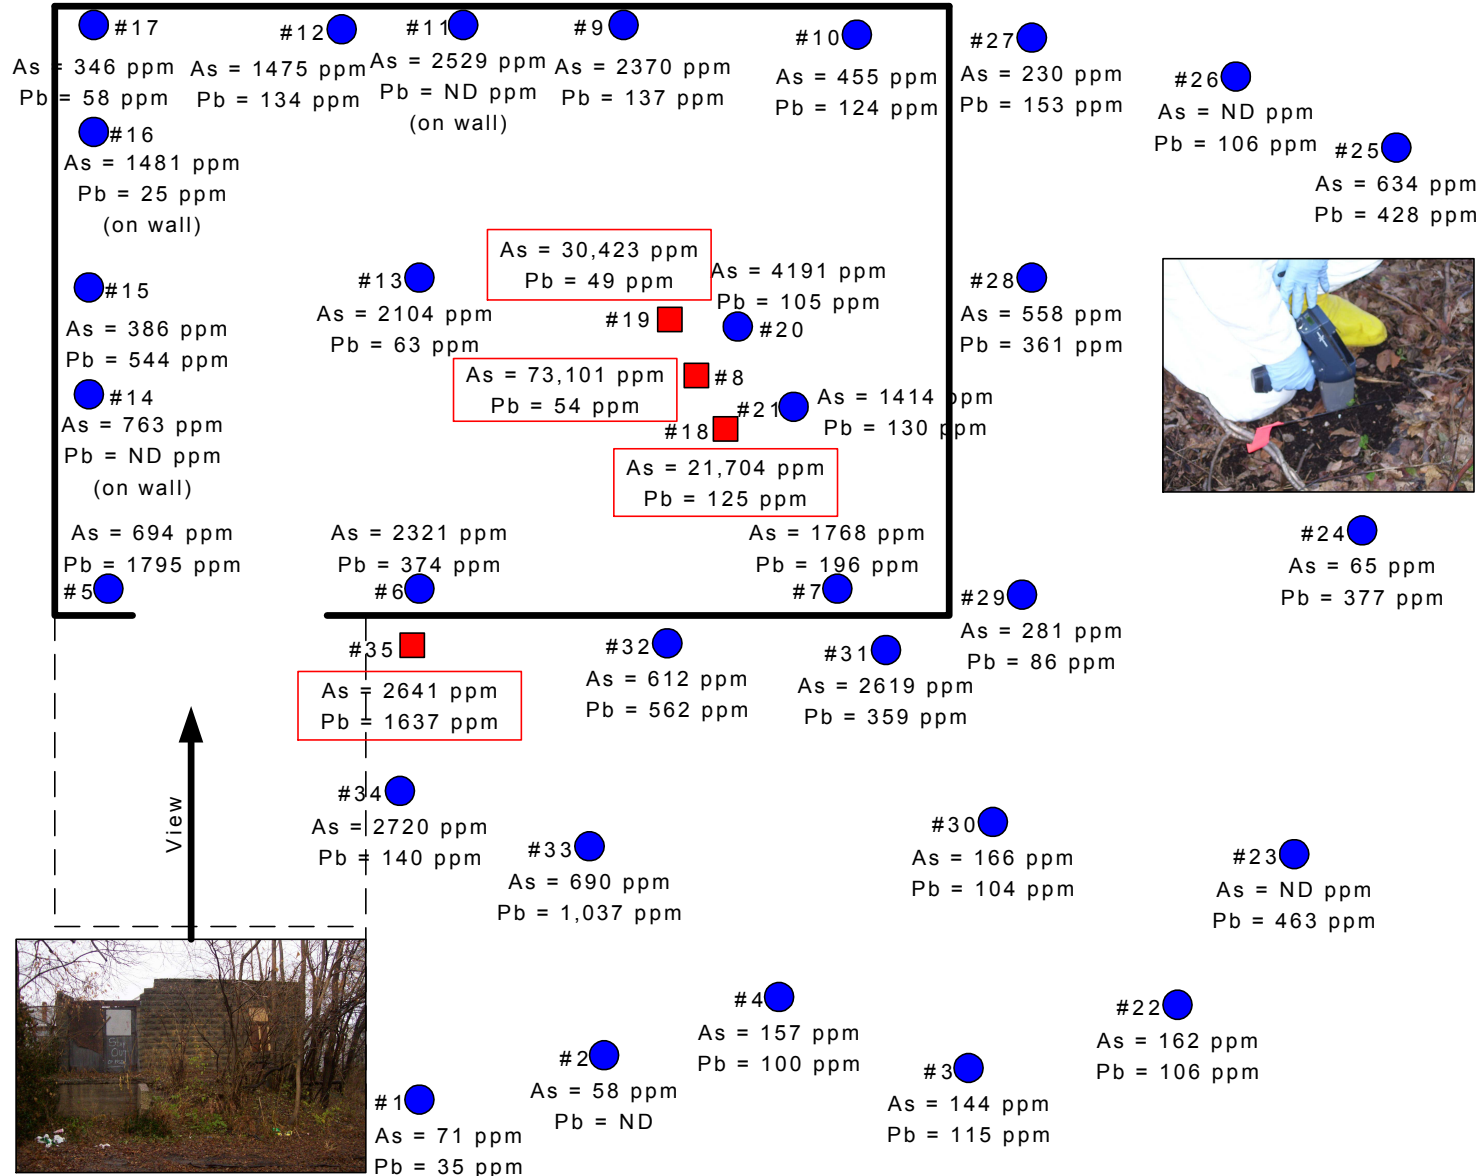 #17
As = 346 ppm
Pb = 58 ppm
#12
As = 1475 ppm
Pb = 134 ppm
#11
As = 2529 ppm
Pb = ND ppm
(on wall)
#9
As = 2370 ppm
Pb = 137 ppm
#10
As = 455 ppm
Pb = 124 ppm
#27
As = 230 ppm
Pb = 153 ppm
#26
As = ND ppm
Pb = 106 ppm
#25
As = 634 ppm
Pb = 428 ppm
#16
As = 1481 ppm
Pb = 25 ppm
(on wall)
#15
As = 386 ppm
Pb = 544 ppm
#13
As = 2104 ppm
Pb = 63 ppm
As = 30,423 ppm
Pb = 49 ppm
#19
As = 4191 ppm
Pb = 105 ppm
#20
#28
As = 558 ppm
Pb = 361 ppm
As = 73,101 ppm
Pb = 54 ppm
#8
#21
As = 1414 ppm
Pb = 130 ppm
#18
As = 21,704 ppm
Pb = 125 ppm
#14
As = 763 ppm
Pb = ND ppm
(on wall)
As = 694 ppm
Pb = 1795 ppm
#5
As = 2321 ppm
Pb = 374 ppm
#6
As = 1768 ppm
Pb = 196 ppm
#7
#29
As = 281 ppm
Pb = 86 ppm
#24
As = 65 ppm
Pb = 377 ppm
#35
As = 2641 ppm
Pb = 1637 ppm
#32
As = 612 ppm
Pb = 562 ppm
#31
As = 2619 ppm
Pb = 359 ppm
View
#34
As = 2720 ppm
Pb = 140 ppm
#33
As = 690 ppm
Pb = 1,037 ppm
#30
As = 166 ppm
Pb = 104 ppm
#23
As = ND ppm
Pb = 463 ppm
#4
As = 157 ppm
Pb = 100 ppm
#22
As = 162 ppm
Pb = 106 ppm
#2
As = 58 ppm
Pb = ND
#3
As = 144 ppm
Pb = 115 ppm
#1
As = 71 ppm
Pb = 35 ppm
Out